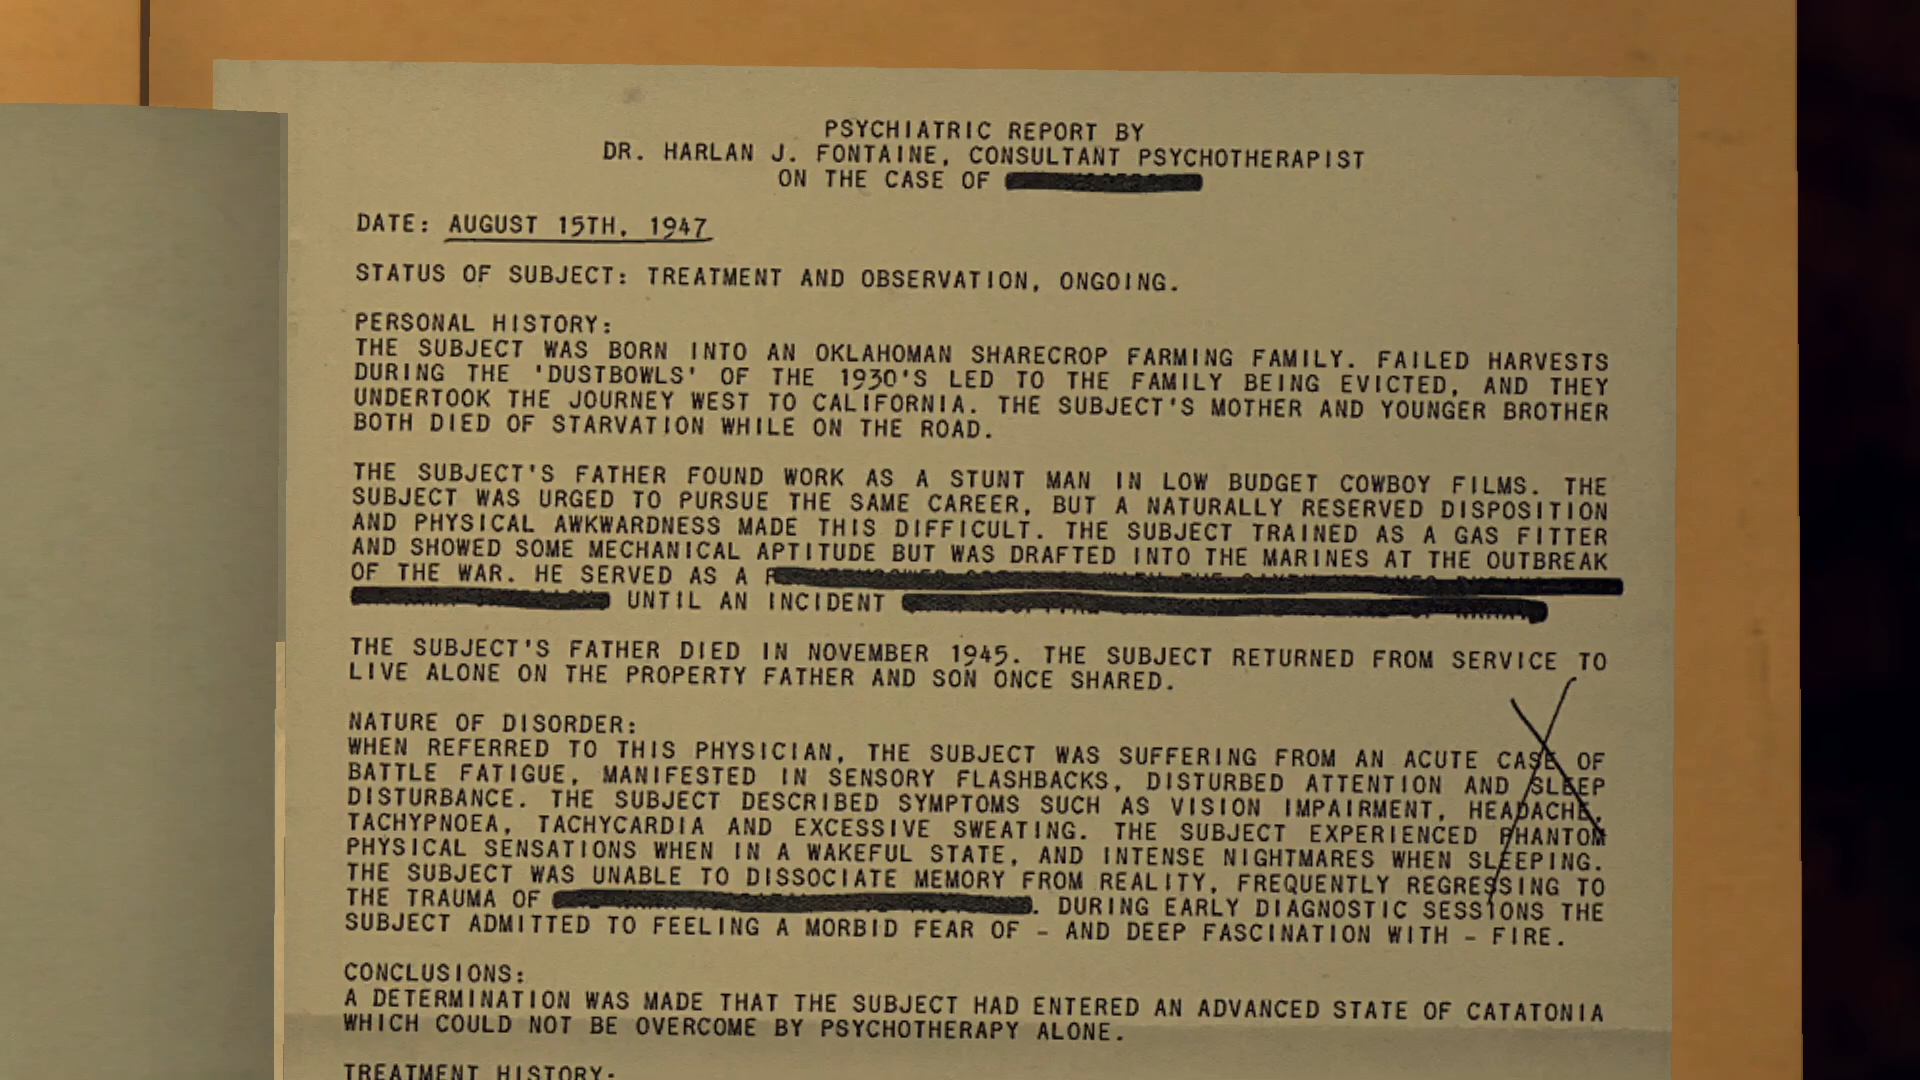 PSYCHIATRIC REPORT BY
DR. HARLAN J. FONTAINE, CONSULTANT PSYCHOTHERAPIST
ON THE CASE OF
DATE: AUGUST 15TH, 1947
STATUS OF SUBJECT: TREATMENT AND OBSERVATION, ONGOING.
PERSONAL HISTORY:
THE SUBJECT WAS BORN INTO AN OKLAHOMAN SHARECROP FARMING FAMILY. FAILED HARVESTS
DURING THE 'DUSTBOWLS' OF THE 1930'S LED TO THE FAMILY BEING EVICTED, AND THEY
UNDERTOOK THE JOURNEY WEST TO CALIFORNIA. THE SUBJECT'S MOTHER AND YOUNGER BROTHER
BOTH DIED OF STARVATION WHILE ON THE ROAD.
THE SUBJECT'S FATHER FOUND WORK AS A STUNT MAN IN LOW BUDGET COWBOY FILMS. THE
SUBJECT WAS URGED TO PURSUE THE SAME CAREER, BUT A NATURALLY RESERVED DISPOSITION
AND PHYSICAL AWKWARDNESS MADE THIS DIFFICULT. THE SUBJECT TRAINED AS A GAS FITTER
AND SHOWED SOME MECHANICAL APTITUDE BUT WAS DRAFTED INTO THE MARINES AT THE OUTBREAK
OF THE WAR. HE SERVED AS A
UNTIL AN INCIDENT
THE SUBJECT'S FATHER DIED IN NOVEMBER 1945. THE SUBJECT RETURNED FROM SERVICE TO
LIVE ALONE ON THE PROPERTY FATHER AND SON ONCE SHARED.
NATURE OF DISORDER:
WHEN REFERRED TO THIS PHYSICIAN, THE SUBJECT WAS SUFFERING FROM AN ACUTE CASE OF
BATTLE FATIGUE, MANIFESTED IN SENSORY FLASHBACKS, DISTURBED ATTENTION AND SLEEP
DISTURBANCE. THE SUBJECT DESCRIBED SYMPTOMS SUCH AS VISION IMPAIRMENT, HEADACHE,
TACHYPNOEA, TACHYCARDIA AND EXCESSIVE SWEATING. THE SUBJECT EXPERIENCED PHANTOM
PHYSICAL SENSATIONS WHEN IN A WAKEFUL STATE, AND INTENSE NIGHTMARES WHEN SLEEPING.
THE SUBJECT WAS UNABLE TO DISSOCIATE MEMORY FROM REALITY, FREQUENTLY REGRESSING TO
THE TRAUMA OF . DURING EARLY DIAGNOSTIC SESSIONS THE
SUBJECT ADMITTED TO FEELING A MORBID FEAR OF - AND DEEP FASCINATION WITH - FIRE.
CONCLUSIONS:
A DETERMINATION WAS MADE THAT THE SUBJECT HAD ENTERED AN ADVANCED STATE OF CATATONIA
WHICH COULD NOT BE OVERCOME BY PSYCHOTHERAPY ALONE.
TREATMENT HISTORY: